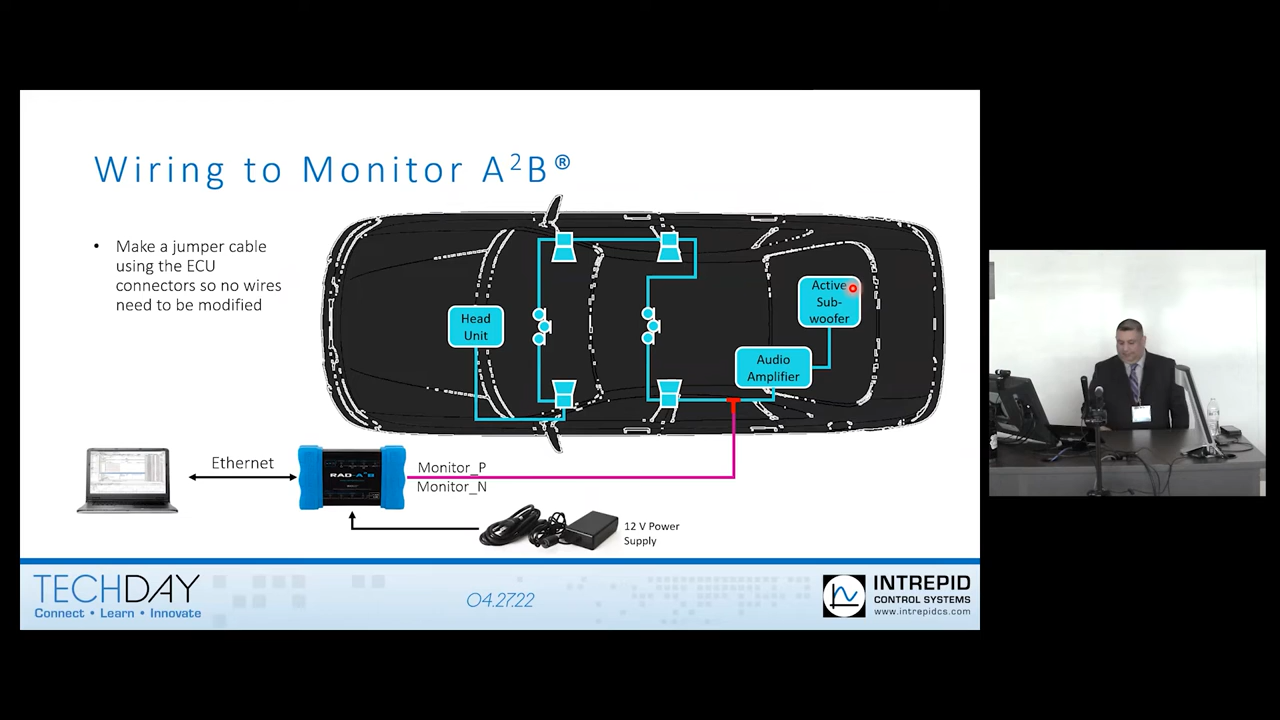 Wiring to Monitor A²B®
• Make a jumper cable
using the ECU
connectors so no wires
need to be modified
Head
Unit
Active
Sub-
woofer
Audio
Amplifier
Ethernet
RAD-A²B
Monitor_P
Monitor_N
12 V Power
Supply
TECHDAY
Connect • Learn • Innovate
04.27.22
INTREPID
CONTROL SYSTEMS
www.intrepidcs.com